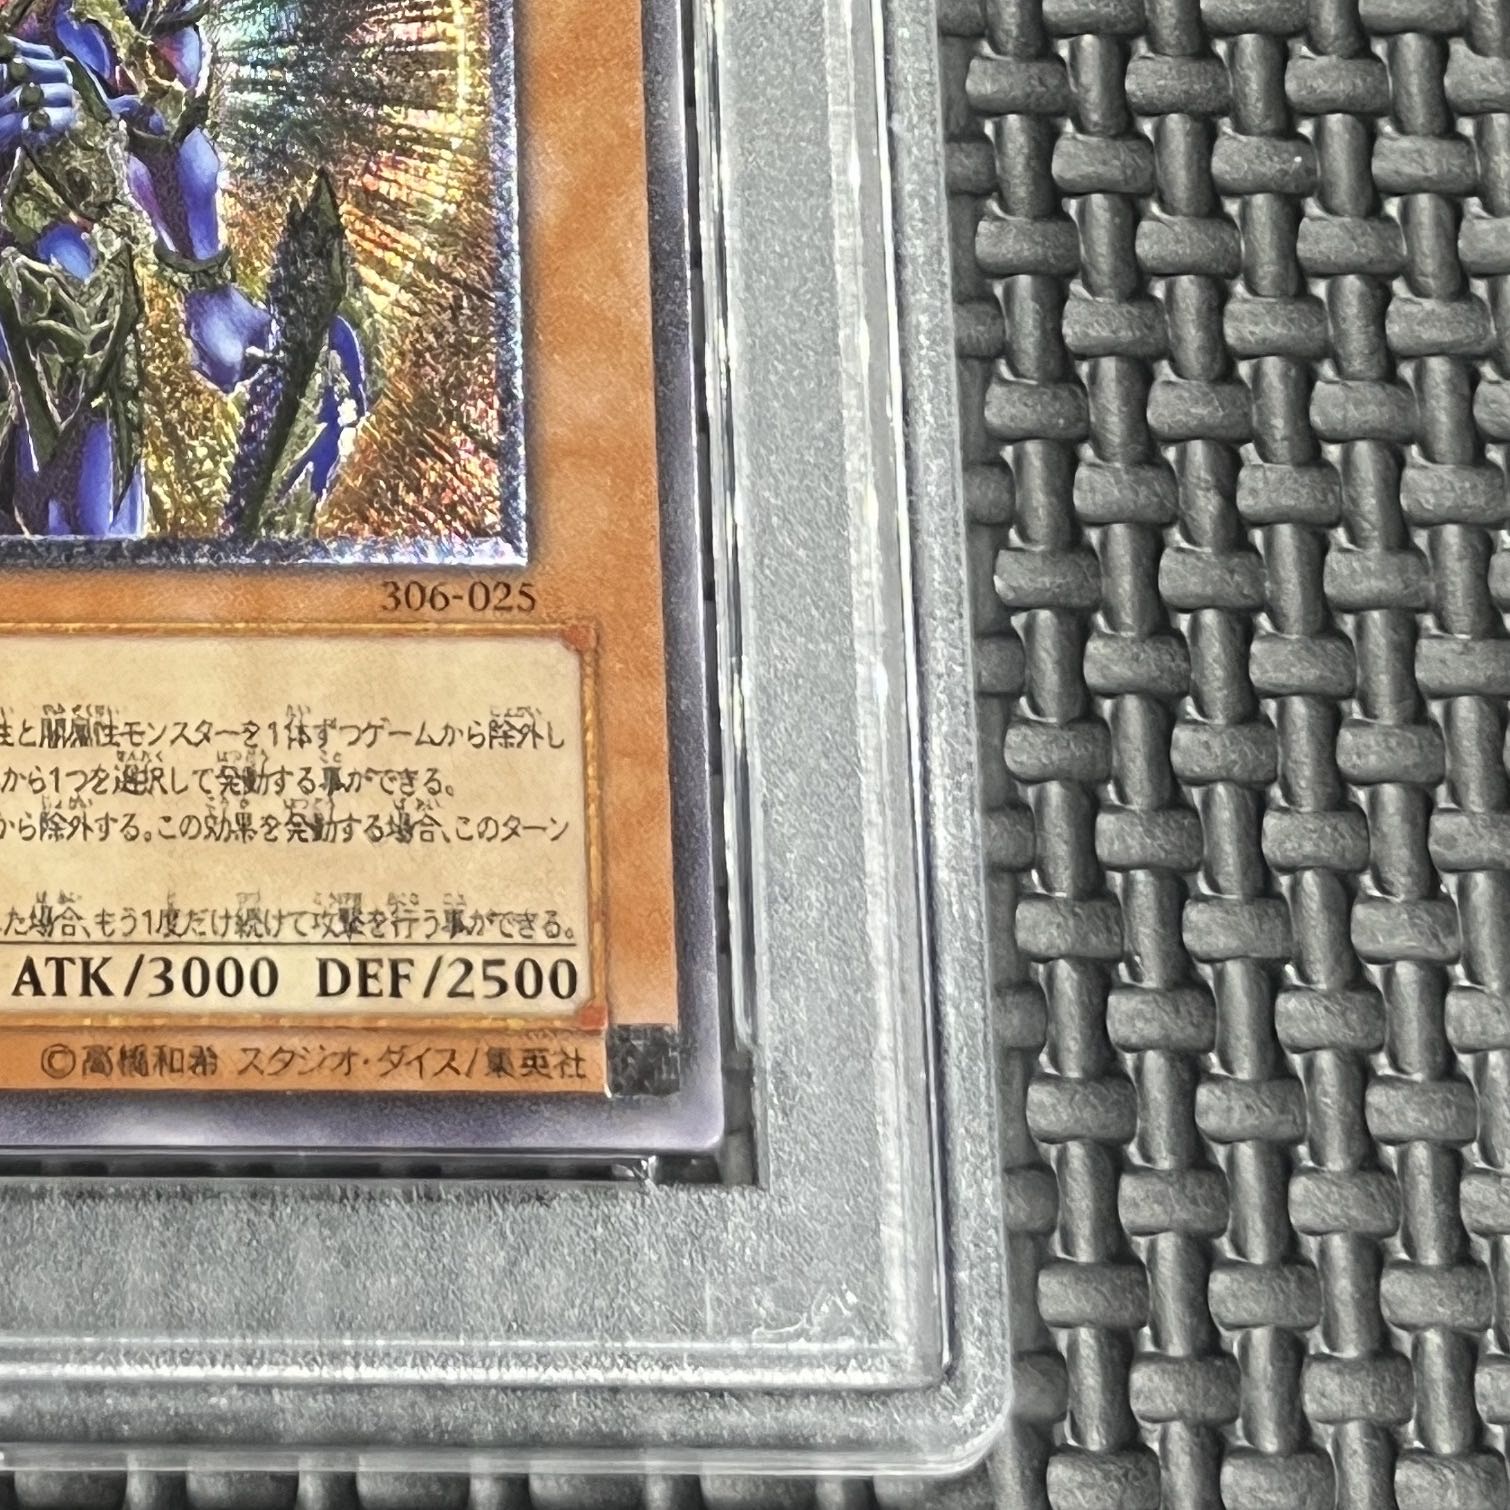 306-025
性と闇属性モンスターを1体ずつゲームから除外し
から1つを選択して発動する事ができる。
から除外する。この効果を発動する場合、このターン
た場合、もう1度だけ続けて攻撃を行う事ができる。
ATK/3000 DEF/2500
©高橋和希 スタジオ・ダイス/集英社